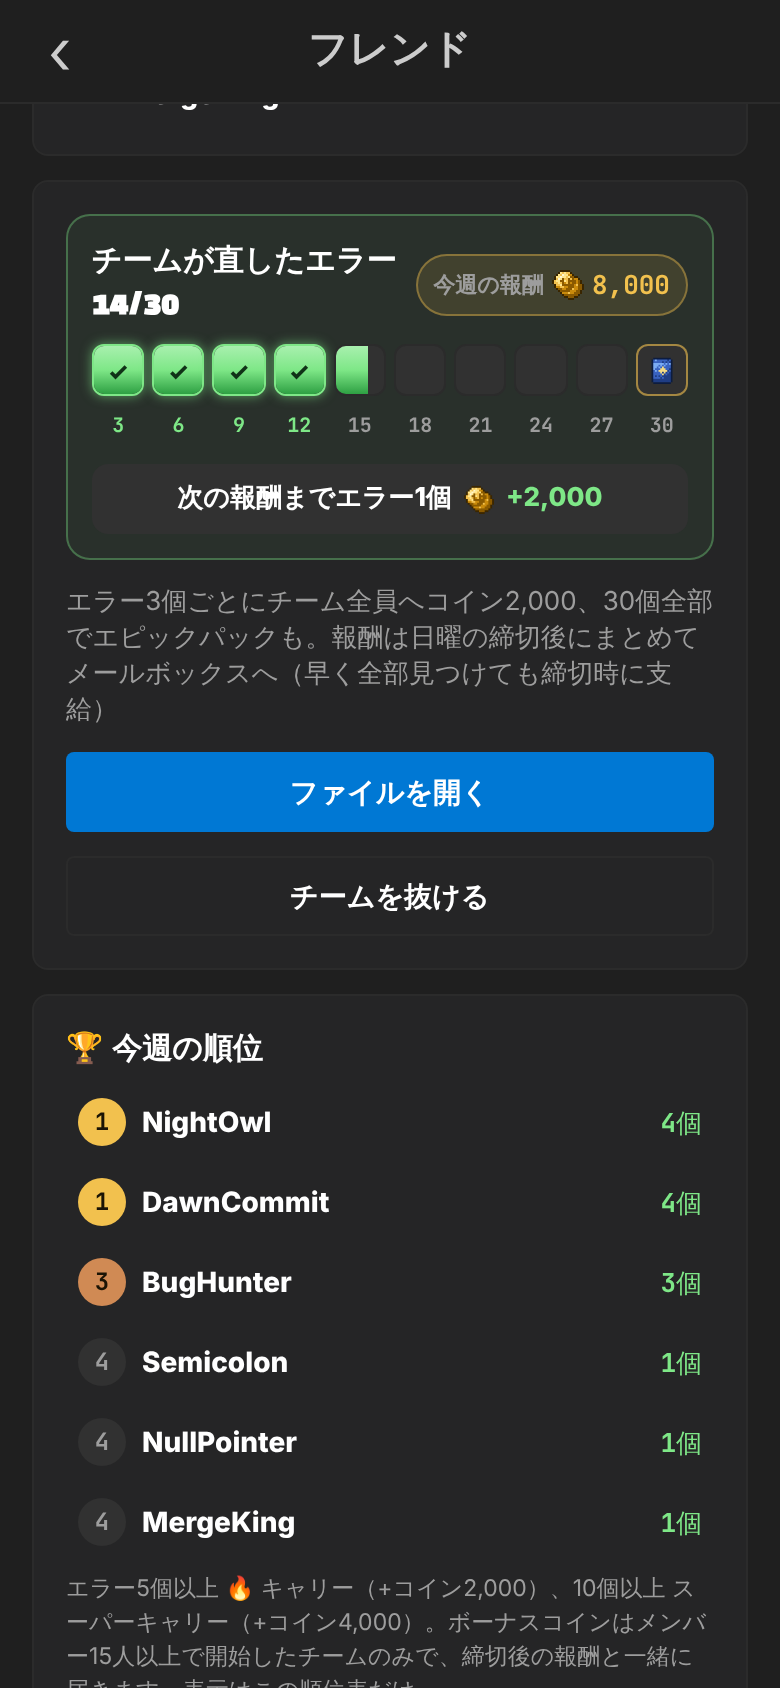 フレンド
チームが直したエラー
14/30
今週の報酬 8,000
3 6 9 12 15 18 21 24 27 30
次の報酬までエラー1個 +2,000
エラー3個ごとにチーム全員へコイン2,000、30個全部
でエピックパックも。報酬は日曜の締切後にまとめて
メールボックスへ（早く全部見つけても締切時に支
給）
ファイルを開く
チームを抜ける
🏆 今週の順位
1 NightOwl 4個
1 DawnCommit 4個
3 BugHunter 3個
4 Semicolon 1個
4 NullPointer 1個
4 MergeKing 1個
エラー5個以上 🔥 キャリー（+コイン2,000）、10個以上 ス
ーパーキャリー（+コイン4,000）。ボーナスコインはメンバ
ー15人以上で開始したチームのみで、締切後の報酬と一緒に